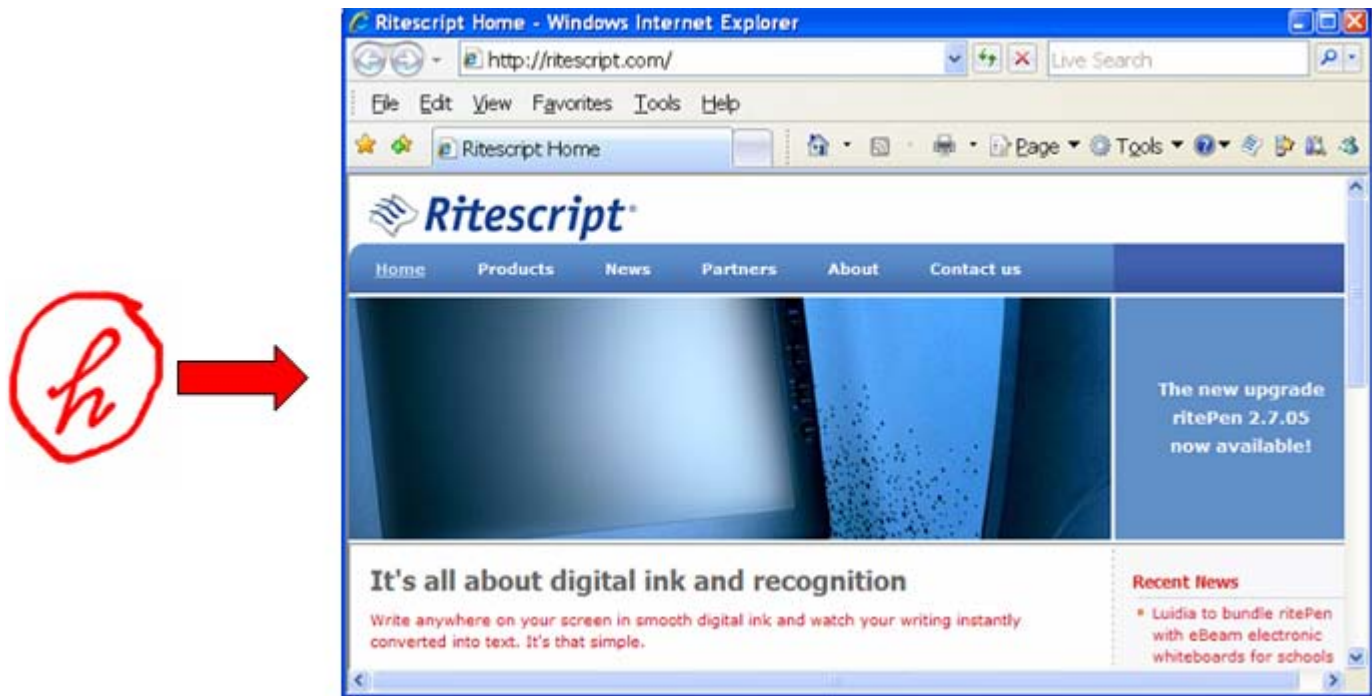 Ritescript Home - Windows Internet Explorer
http://ritescript.com/
Live Search
File Edit View Favorites Tools Help
Ritescript Home
Page Tools
Ritescript
Home Products News Partners About Contact us
h
The new upgrade
ritePen 2.7.05
now available!
It's all about digital ink and recognition
Write anywhere on your screen in smooth digital ink and watch your writing instantly
converted into text. It's that simple.
Recent News
Luidia to bundle ritePen
with eBeam electronic
whiteboards for schools